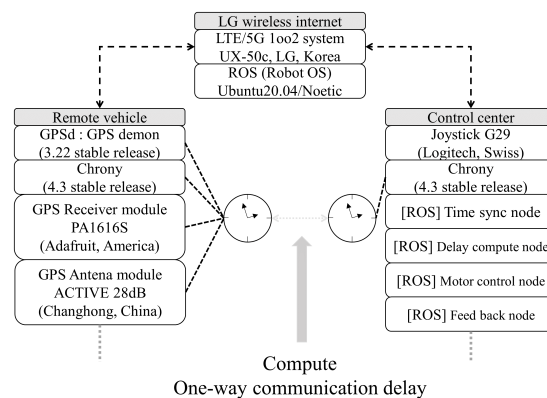 LG wireless internet
LTE/5G 1oo2 system
UX-50c, LG, Korea
ROS (Robot OS)
Ubuntu20.04/Noetic
Remote vehicle
GPSd : GPS demon
(3.22 stable release)
Chrony
(4.3 stable release)
GPS Receiver module
PA1616S
(Adafruit, America)
GPS Antena module
ACTIVE 28dB
(Changhong, China)
Control center
Joystick G29
(Logitech, Swiss)
Chrony
(4.3 stable release)
[ROS] Time sync node
[ROS] Delay compute node
[ROS] Motor control node
[ROS] Feed back node
Compute
One-way communication delay